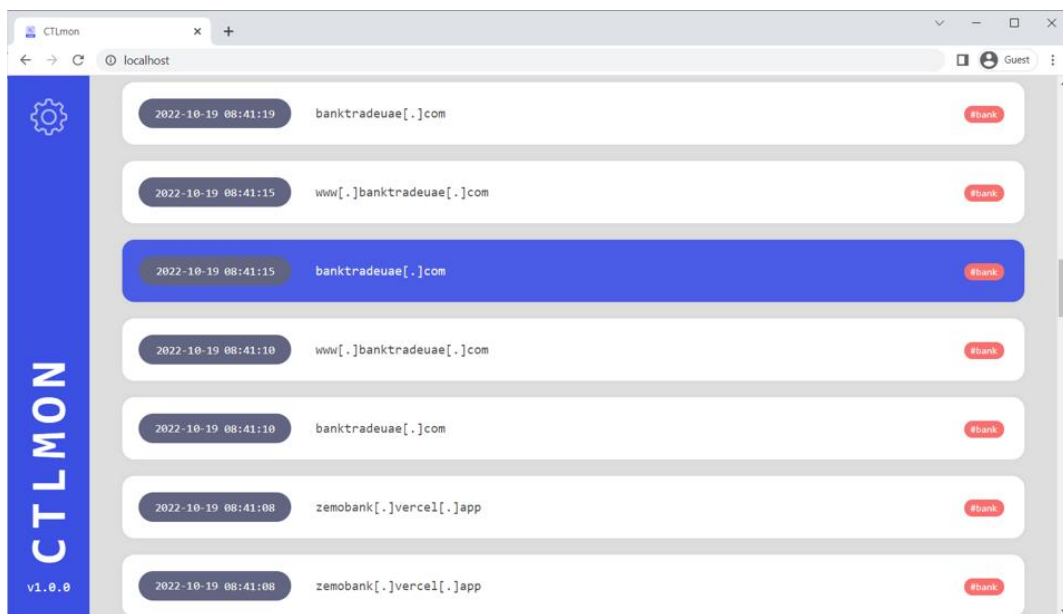 CTLmon
localhost
Guest
2022-10-19 08:41:19 banktradeuae[.]com #bank
2022-10-19 08:41:15 www[.]banktradeuae[.]com #bank
2022-10-19 08:41:15 banktradeuae[.]com #bank
2022-10-19 08:41:10 www[.]banktradeuae[.]com #bank
2022-10-19 08:41:10 banktradeuae[.]com #bank
2022-10-19 08:41:08 zemobank[.]vercel[.]app #bank
2022-10-19 08:41:08 zemobank[.]vercel[.]app #bank
CTLMON
v1.0.0